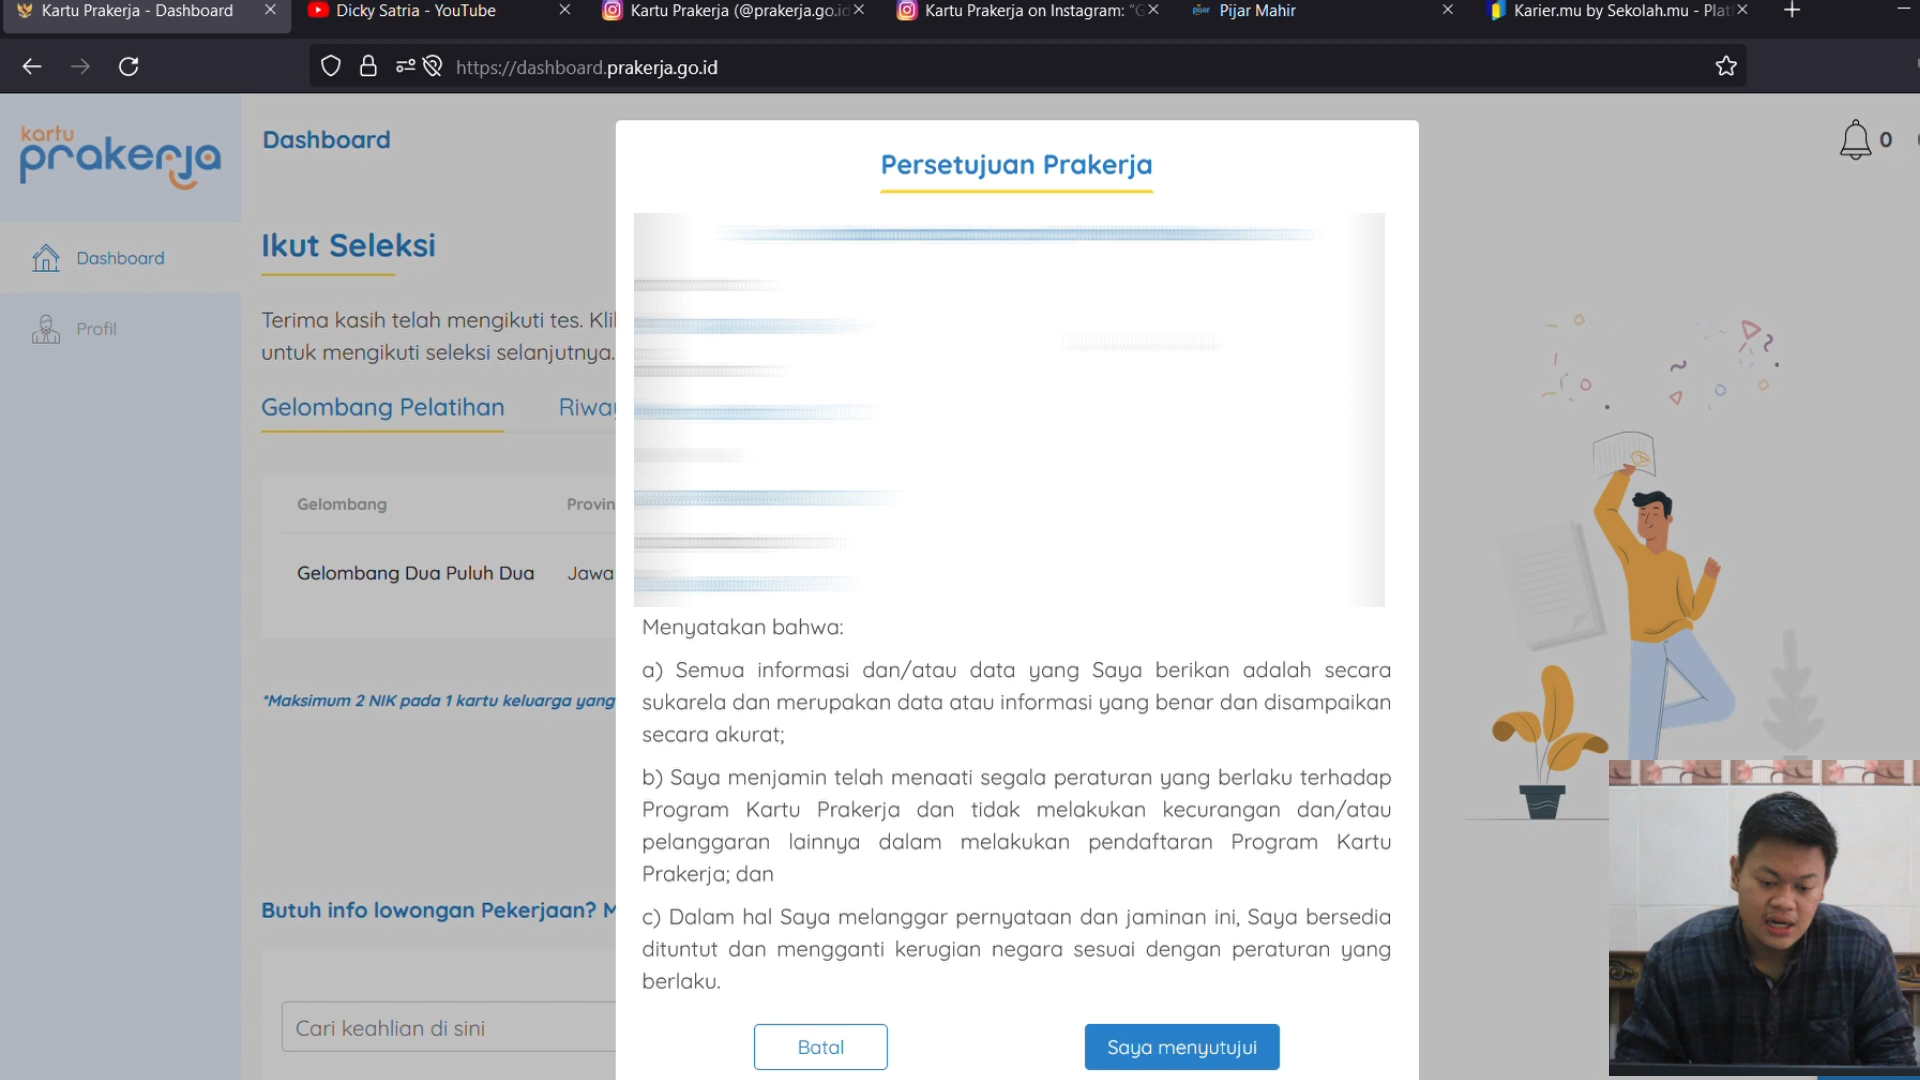 Kartu Prakerja - Dashboard
Dicky Satria - YouTube
Kartu Prakerja (@prakerja.go.id
Kartu Prakerja on Instagram: "G
pijar
Pijar Mahir
Karier.mu by Sekolah.mu - Plat
https://dashboard.prakerja.go.id
kartu
prakerja
Dashboard
0
Dashboard
Profil
Ikut Seleksi
Terima kasih telah mengikuti tes. Kli
untuk mengikuti seleksi selanjutnya.
Gelombang Pelatihan
Riway
Gelombang
Provin
Gelombang Dua Puluh Dua
Jawa
*Maksimum 2 NIK pada 1 kartu keluarga yang
Butuh info lowongan Pekerjaan? M
Cari keahlian di sini
Persetujuan Prakerja
Menyatakan bahwa:
a) Semua informasi dan/atau data yang Saya berikan adalah secara
sukarela dan merupakan data atau informasi yang benar dan disampaikan
secara akurat;
b) Saya menjamin telah menaati segala peraturan yang berlaku terhadap
Program Kartu Prakerja dan tidak melakukan kecurangan dan/atau
pelanggaran lainnya dalam melakukan pendaftaran Program Kartu
Prakerja; dan
c) Dalam hal Saya melanggar pernyataan dan jaminan ini, Saya bersedia
dituntut dan mengganti kerugian negara sesuai dengan peraturan yang
berlaku.
Batal
Saya menyutujui